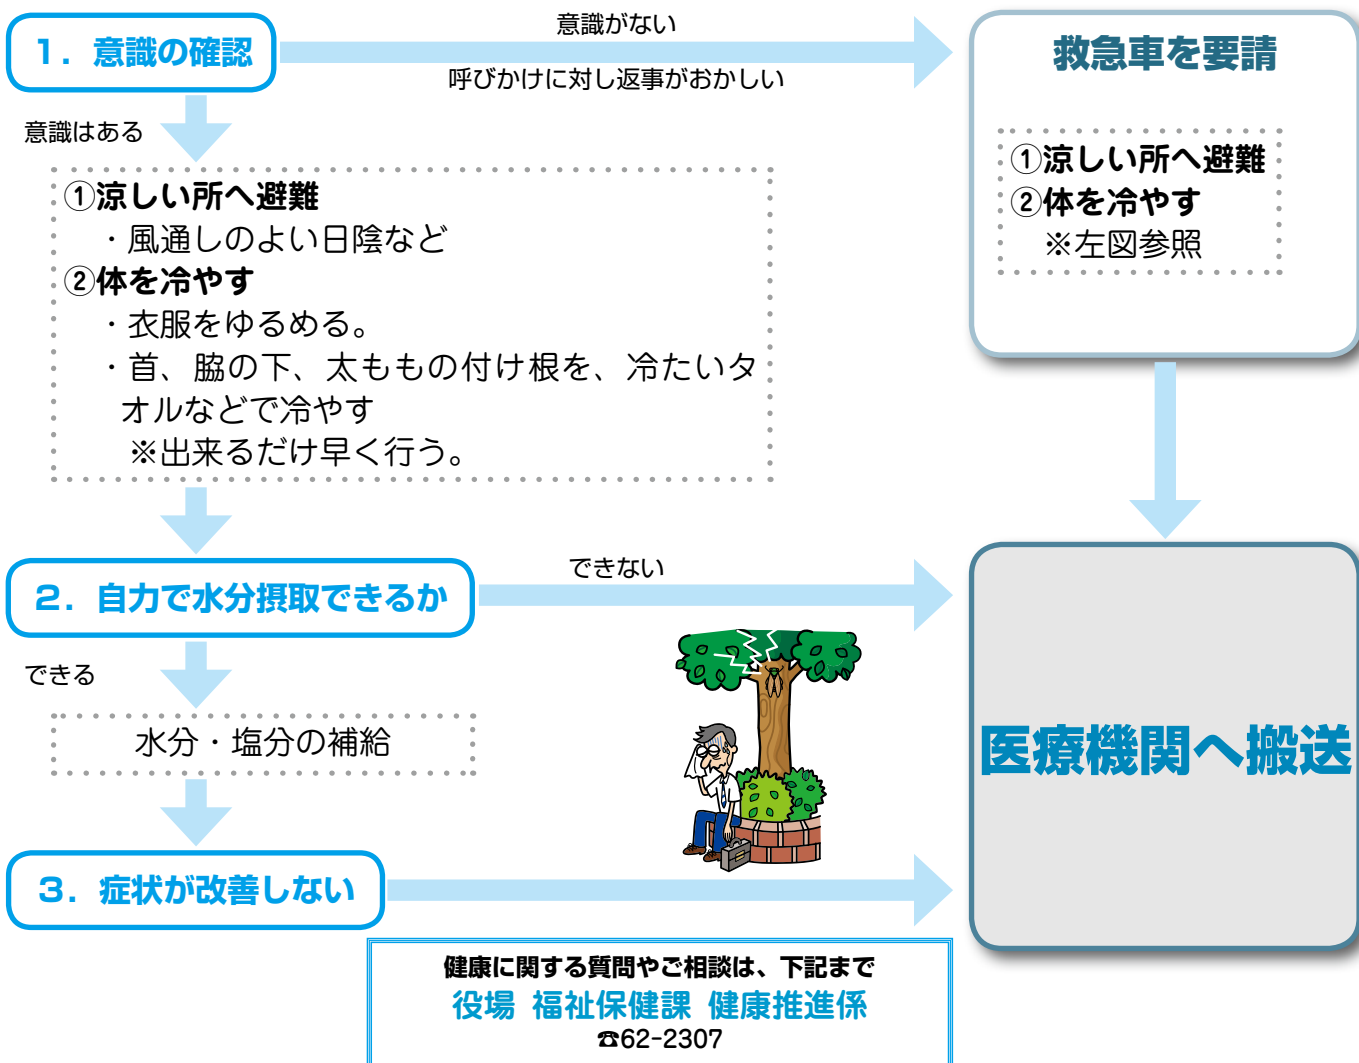 1. 意識の確認
意識がない
呼びかけに対し返事がおかしい
救急車を要請
①涼しい所へ避難
②体を冷やす
※左図参照
意識はある
①涼しい所へ避難
・風通しのよい日陰など
②体を冷やす
・衣服をゆるめる。
・首、脇の下、太ももの付け根を、冷たいタ
オルなどで冷やす
※出来るだけ早く行う。
2. 自力で水分摂取できるか
できない
できる
水分・塩分の補給
医療機関へ搬送
3. 症状が改善しない
健康に関する質問やご相談は、下記まで
役場 福祉保健課 健康推進係
☎62-2307